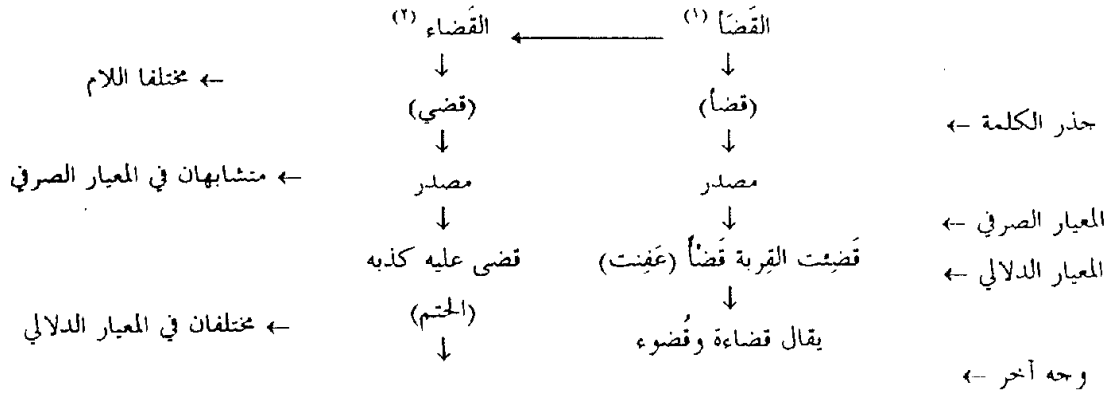 القَضَأ (١) ← القَضاء (٢)
↓ ↓ ← مختلفا اللام
جذر الكلمة ← (قضأ) (قضي)
↓ ↓
مصدر مصدر ← متشابهان في المعيار الصرفي
المعيار الصرفي ← ↓ ↓
المعيار الدلالي ← قَضِئت القِربة قَضْأً (عَفِنت) قضى عليه كذبه
↓ (الحتم)
يقال قضاءة وقُضوء ↓ ← مختلفان في المعيار الدلالي
وجه آخر ←